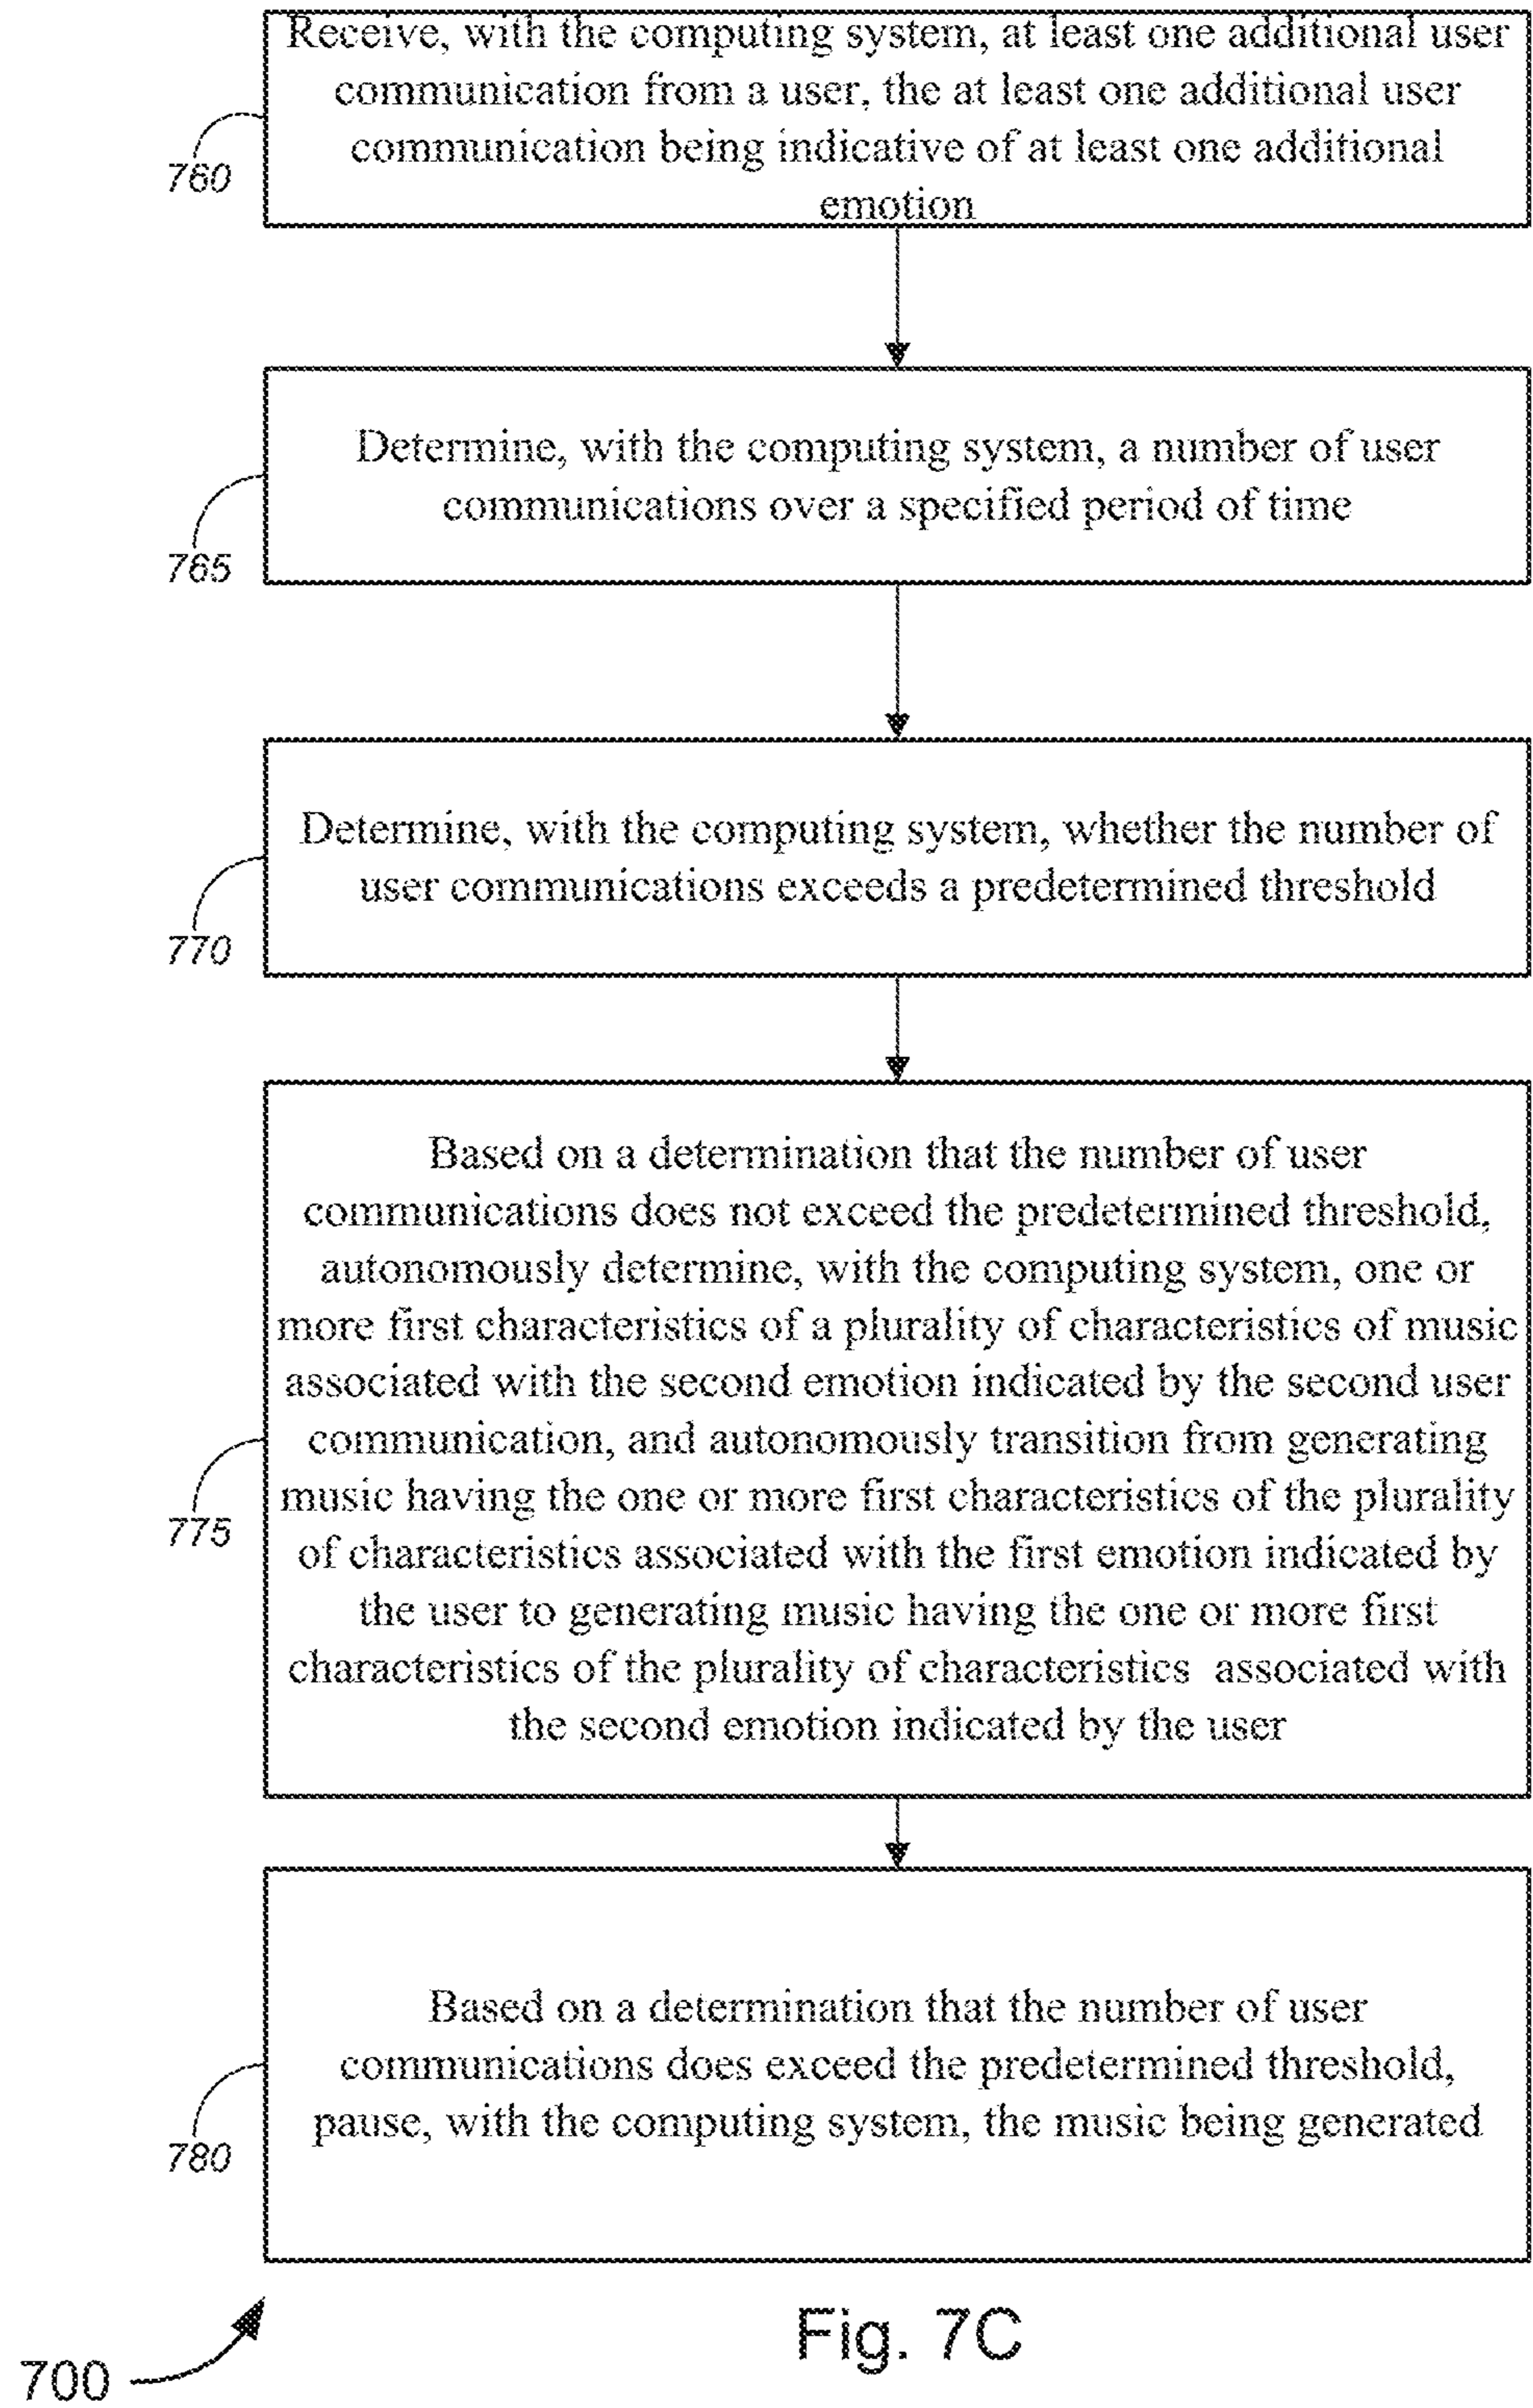 Receive, with the computing system, at least one additional user
communication from a user, the at least one additional user
communication being indicative of at least one additional
emotion
760
Determine, with the computing system, a number of user
communications over a specified period of time
765
Determine, with the computing system, whether the number of
user communications exceeds a predetermined threshold
770
Based on a determination that the number of user
communications does not exceed the predetermined threshold,
autonomously determine, with the computing system, one or
more first characteristics of a plurality of characteristics of music
associated with the second emotion indicated by the second user
communication, and autonomously transition from generating
music having the one or more first characteristics of the plurality
of characteristics associated with the first emotion indicated by
the user to generating music having the one or more first
characteristics of the plurality of characteristics associated with
the second emotion indicated by the user
775
Based on a determination that the number of user
communications does exceed the predetermined threshold,
pause, with the computing system, the music being generated
780
700
Fig. 7C